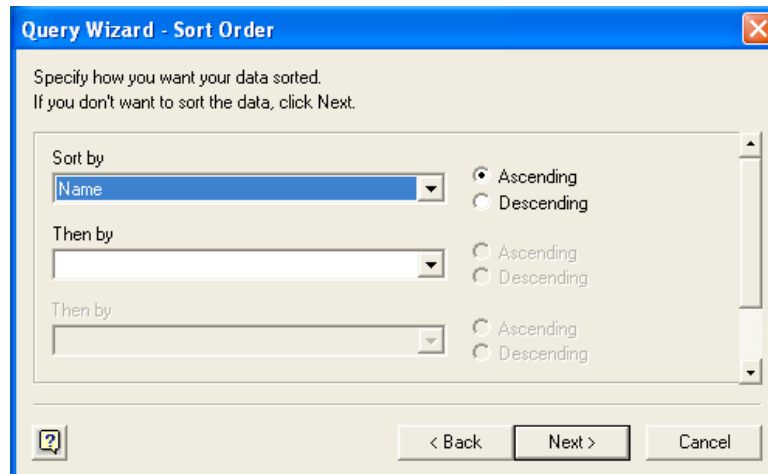 Query Wizard - Sort Order
Specify how you want your data sorted.
If you don't want to sort the data, click Next.
Sort by
Name
Ascending
Descending
Then by
Ascending
Descending
Then by
Ascending
Descending
?
< Back Next > Cancel